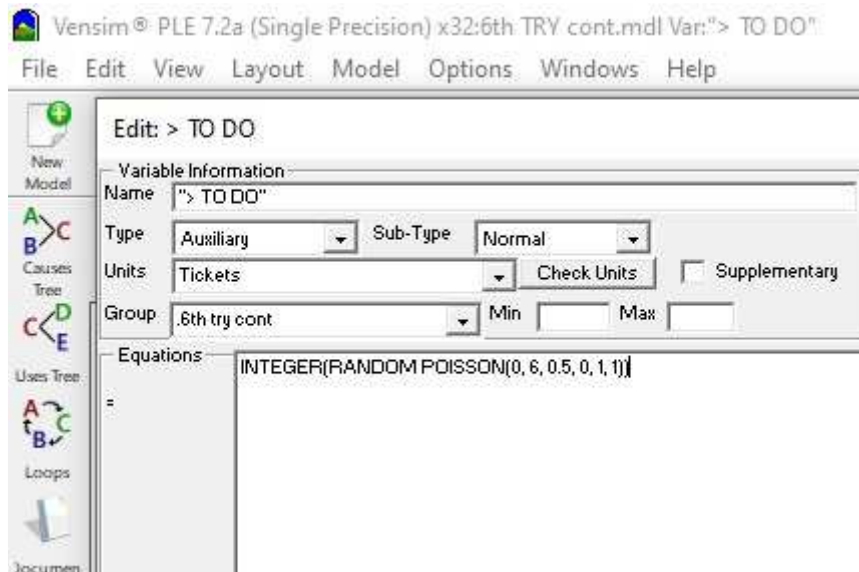 Vensim® PLE 7.2a (Single Precision) x32:6th TRY cont.mdl Var:"> TO DO"
File Edit View Layout Model Options Windows Help
New
Model
Edit: > TO DO
Variable Information
Name "> TO DO"
A
B
C
Causes
Tree
Type Auxiliary Sub-Type Normal
Units Tickets Check Units Supplementary
Group .6th try cont Min Max
C
D
E
Uses Tree
Equations
=
INTEGER(RANDOM POISSON(0, 6, 0.5, 0, 1, 1))
A
t
C
B
Loops
Documen